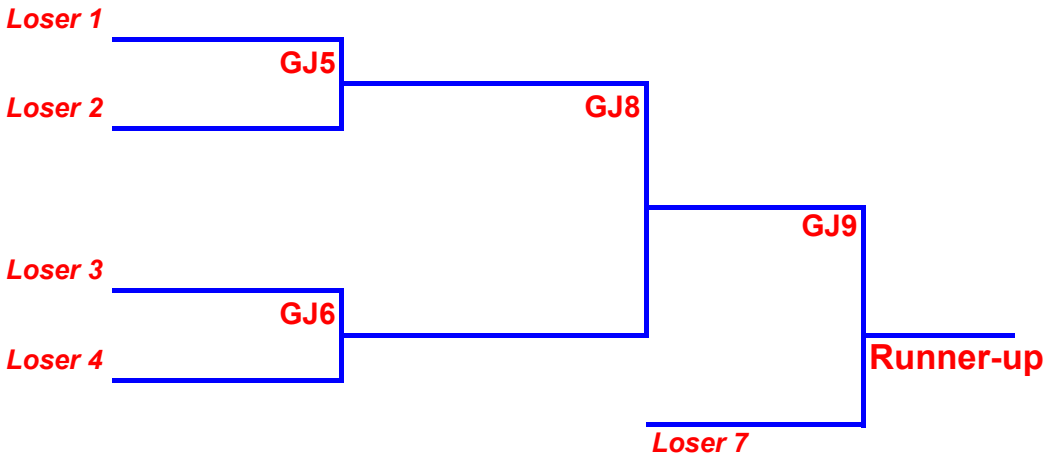 Loser 1
GJ5
Loser 2
GJ8
GJ9
Loser 3
GJ6
Loser 4
Runner-up
Loser 7